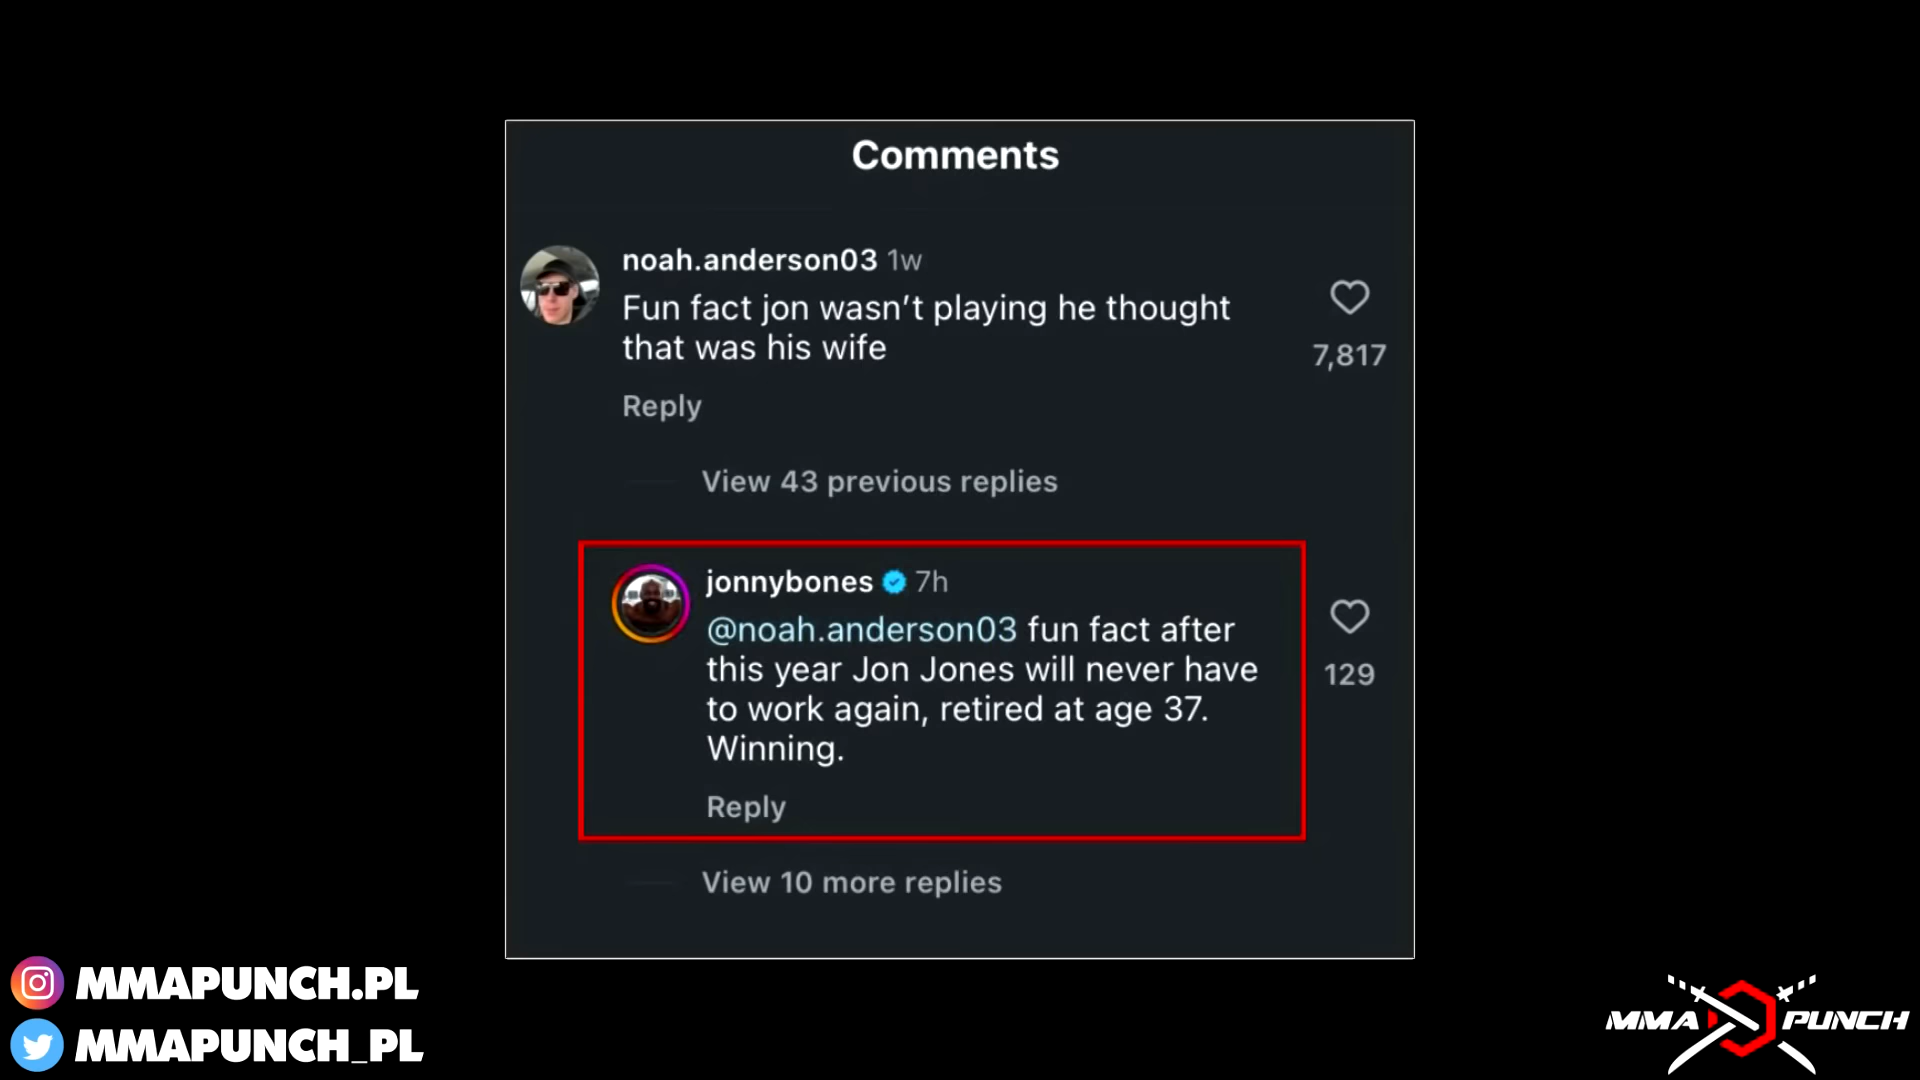 Comments
noah.anderson03 1w
Fun fact jon wasn’t playing he thought
that was his wife
7,817
Reply
View 43 previous replies
jonnybones 7h
@noah.anderson03 fun fact after
this year Jon Jones will never have
to work again, retired at age 37.
Winning.
129
Reply
View 10 more replies
MMAPUNCH.PL
MMAPUNCH_PL
MMA PUNCH